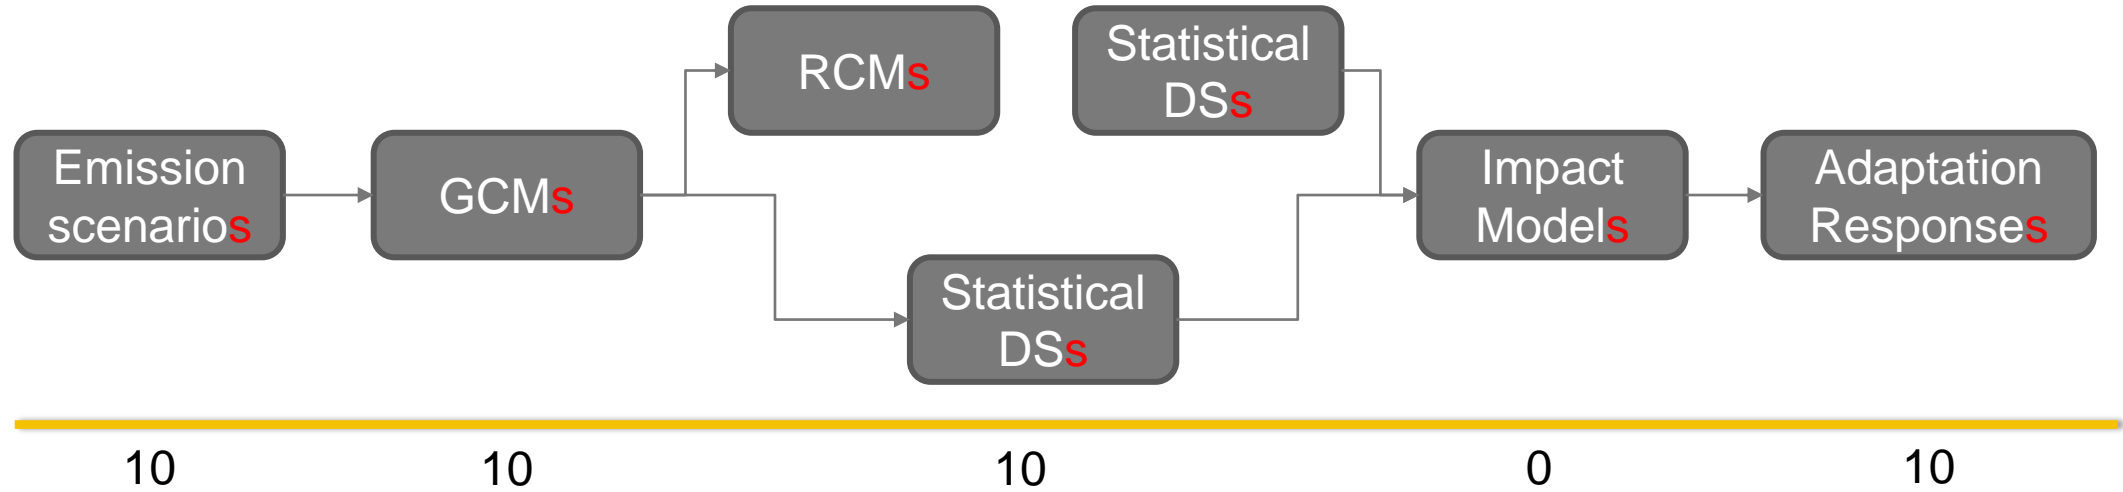 Emission
scenarios
GCMs
RCMs
Statistical
DSs
Statistical
DSs
Impact
Models
Adaptation
Responses
10
10
10
0
10